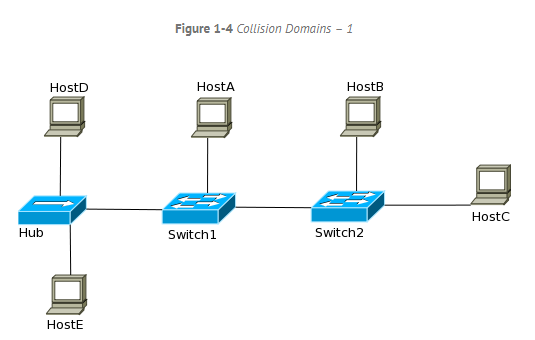 Figure 1-4 Collision Domains – 1
HostD
HostA
HostB
HostC
Hub
Switch1
Switch2
HostE